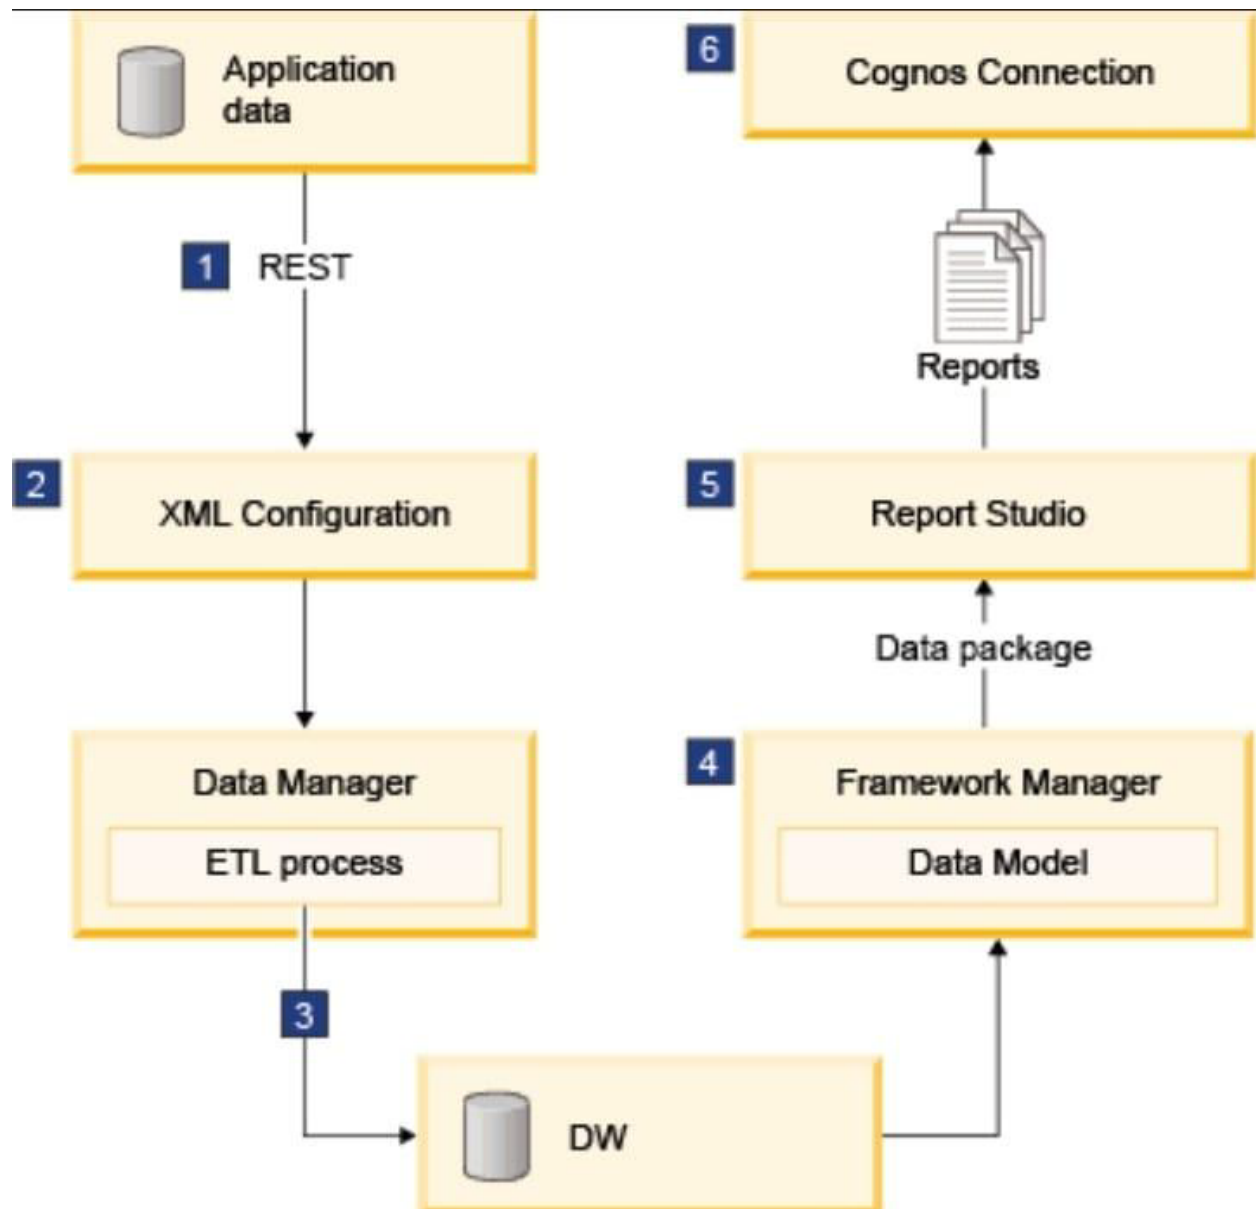 Application
data
1
REST
2
XML Configuration
Data Manager
ETL process
3
DW
4
Framework Manager
Data Model
Data package
5
Report Studio
Reports
6
Cognos Connection